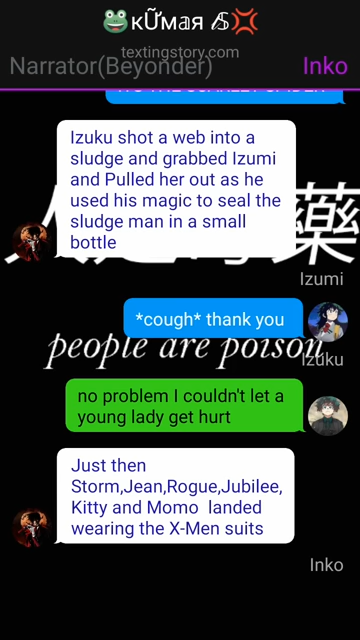 🐸кŨмαя 𝓢💢
textingstory.com
Narrator(Beyonder)
Inko
Izuku shot a web into a
sludge and grabbed Izumi
and Pulled her out as he
used his magic to seal the
sludge man in a small
bottle
藥
Izumi
*cough* thank you
people are poison
Izuku
no problem I couldn't let a
young lady get hurt
Just then
Storm,Jean,Rogue,Jubilee,
Kitty and Momo  landed
wearing the X-Men suits
Inko